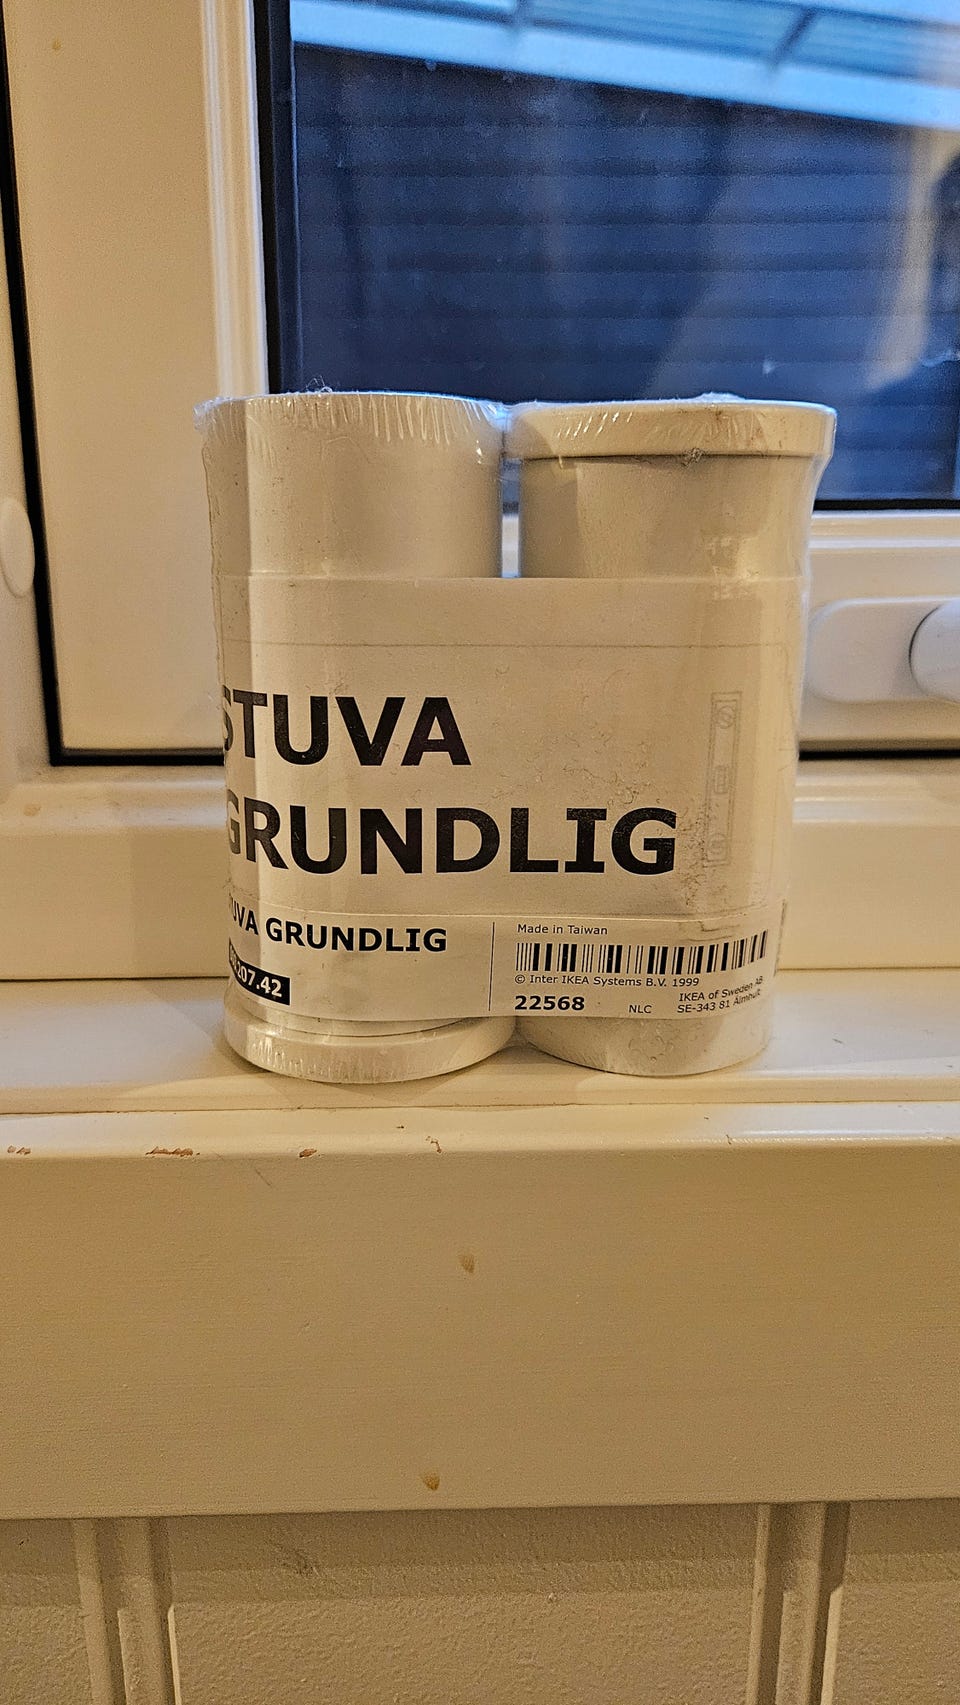 STUVA
GRUNDLIG
STUVA GRUNDLIG
207.42
Made in Taiwan
© Inter IKEA Systems B.V. 1999
22568
NLC
IKEA of Sweden AB
SE-343 81 Älmhult